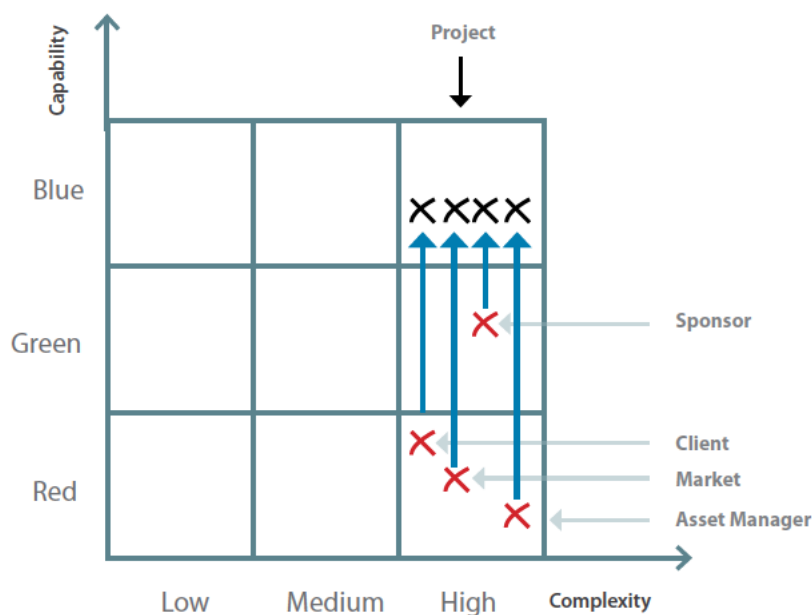 Project
Capability
Blue
Green
Red
Sponsor
Client
Market
Asset Manager
Low
Medium
High
Complexity